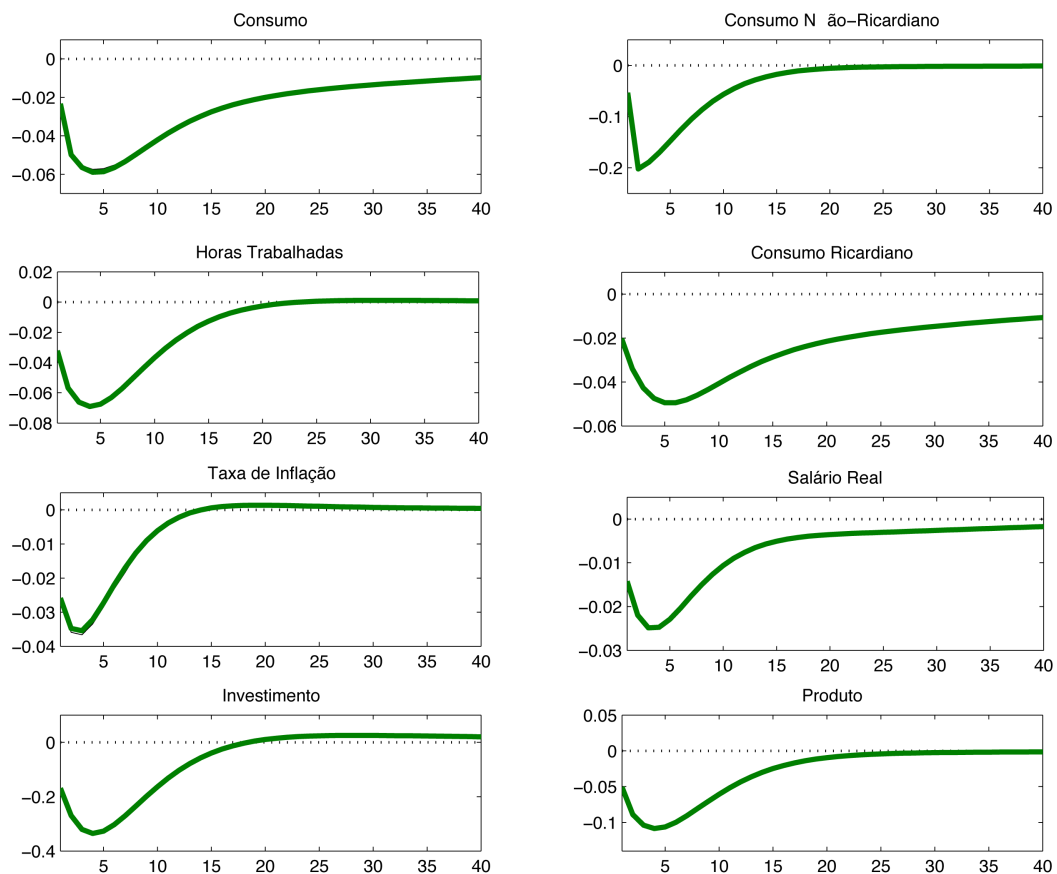 Consumo
0
−0.02
−0.04
−0.06
5 10 15 20 25 30 35 40
Consumo N ão−Ricardiano
0
−0.1
−0.2
5 10 15 20 25 30 35 40
Horas Trabalhadas
0.02
0
−0.02
−0.04
−0.06
−0.08
5 10 15 20 25 30 35 40
Consumo Ricardiano
0
−0.02
−0.04
−0.06
5 10 15 20 25 30 35 40
Taxa de Inflação
0
−0.01
−0.02
−0.03
−0.04
5 10 15 20 25 30 35 40
Salário Real
0
−0.01
−0.02
−0.03
5 10 15 20 25 30 35 40
Investimento
0
−0.2
−0.4
5 10 15 20 25 30 35 40
Produto
0.05
0
−0.05
−0.1
5 10 15 20 25 30 35 40